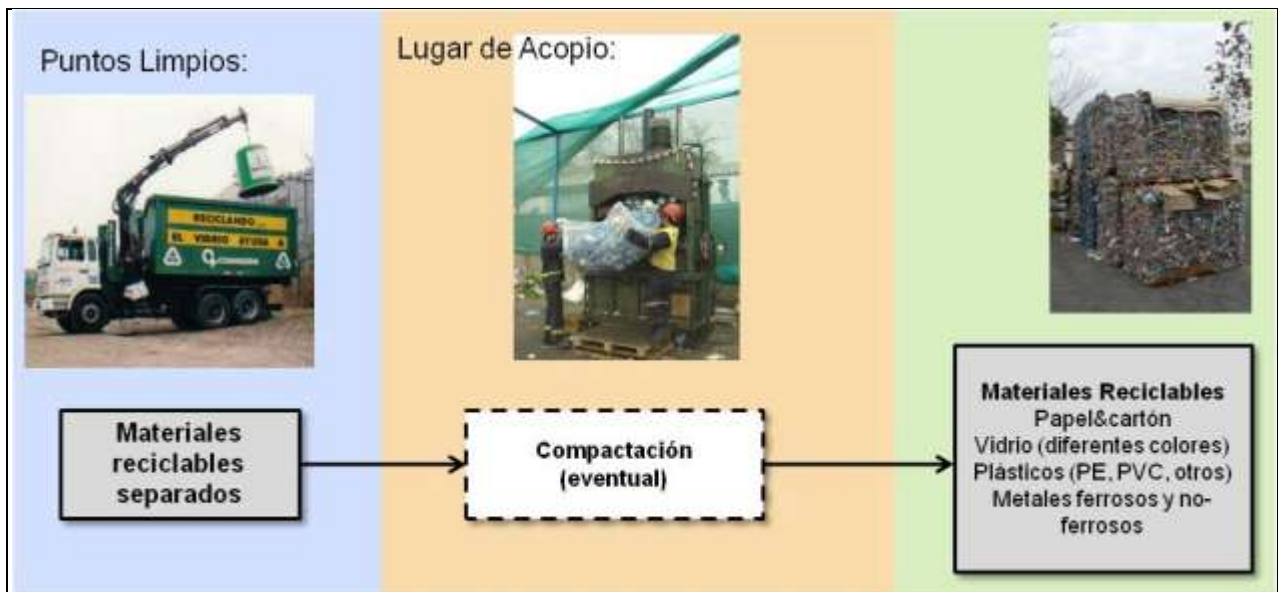 Puntos Limpios:
Lugar de Acopio:
RECICLANDO...
EL VIDRIO AYUDA A
Materiales
reciclables
separados
Compactación
(eventual)
Materiales Reciclables
Papel&cartón
Vidrio (diferentes colores)
Plásticos (PE, PVC, otros)
Metales ferrosos y no-
ferrosos